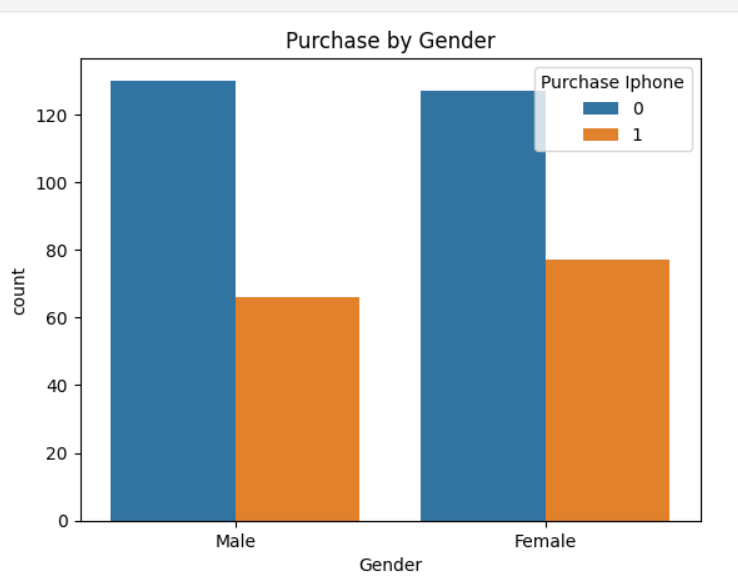 Purchase by Gender
Purchase Iphone
0
1
120
100
80
60
40
20
0
count
Male Female
Gender